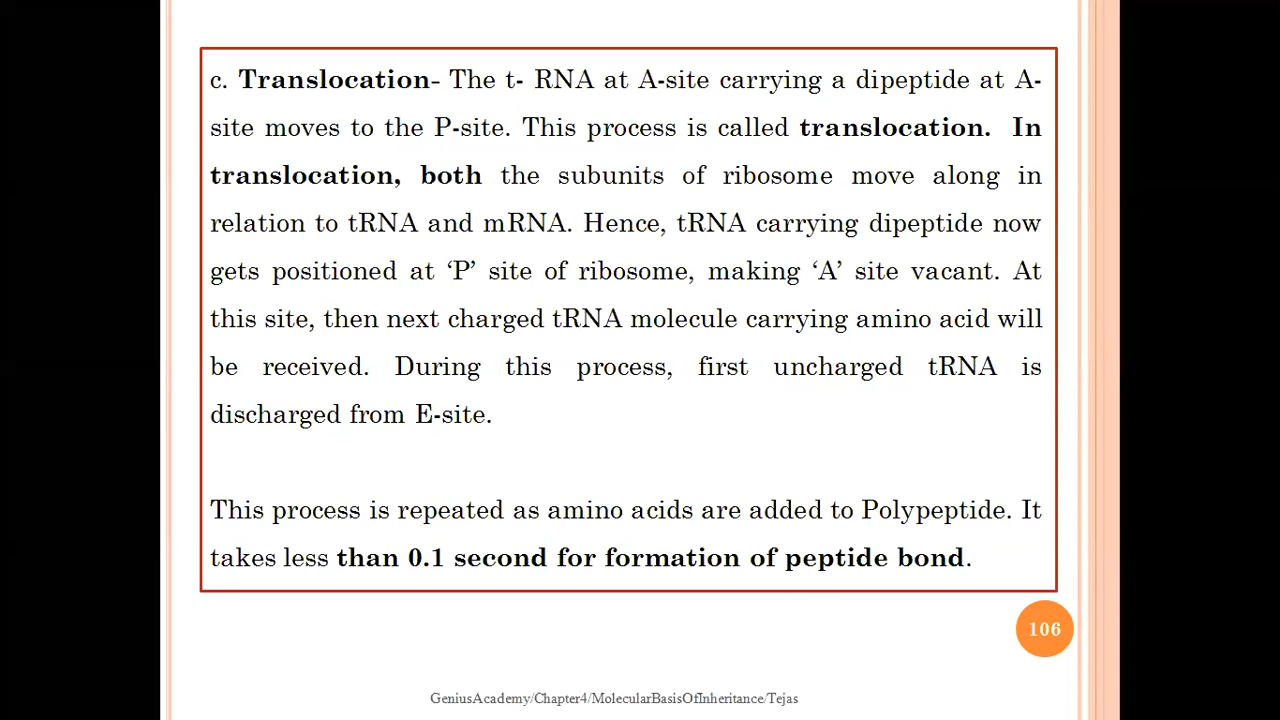 c. Translocation- The t- RNA at A-site carrying a dipeptide at A-
site moves to the P-site. This process is called translocation. In
translocation, both the subunits of ribosome move along in
relation to tRNA and mRNA. Hence, tRNA carrying dipeptide now
gets positioned at ‘P’ site of ribosome, making ‘A’ site vacant. At
this site, then next charged tRNA molecule carrying amino acid will
be received. During this process, first uncharged tRNA is
discharged from E-site.
This process is repeated as amino acids are added to Polypeptide. It
takes less than 0.1 second for formation of peptide bond.
106
GeniusAcademy/Chapter4/MolecularBasisOfInheritance/Tejas